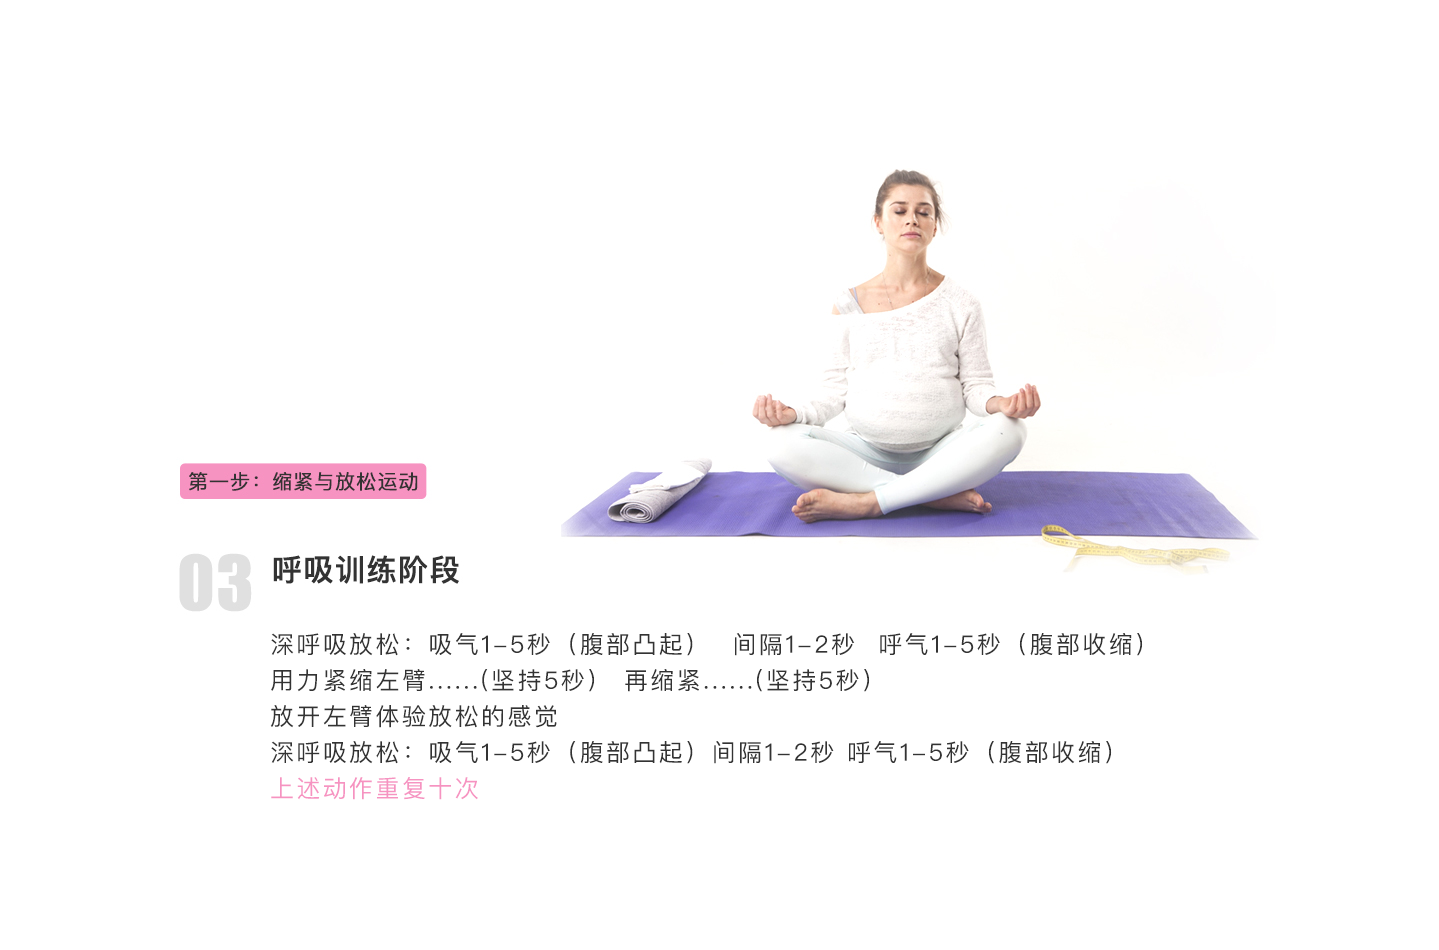 第一步：缩紧与放松运动
03 呼吸训练阶段
深呼吸放松：吸气1-5秒（腹部凸起） 间隔1-2秒 呼气1-5秒（腹部收缩）
用力紧缩左臂......(坚持5秒） 再缩紧......(坚持5秒）
放开左臂体验放松的感觉
深呼吸放松：吸气1-5秒（腹部凸起）间隔1-2秒 呼气1-5秒（腹部收缩）
上述动作重复十次